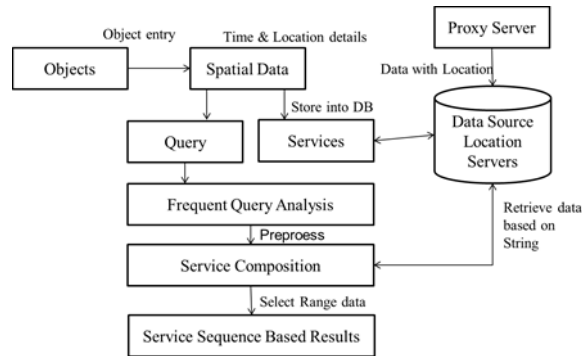 Object entry
Time & Location details
Proxy Server
Objects
Spatial Data
Data with Location
Store into DB
Query
Services
Data Source
Location
Servers
Frequent Query Analysis
Retrieve data
based on
String
Preproess
Service Composition
Select Range data
Service Sequence Based Results